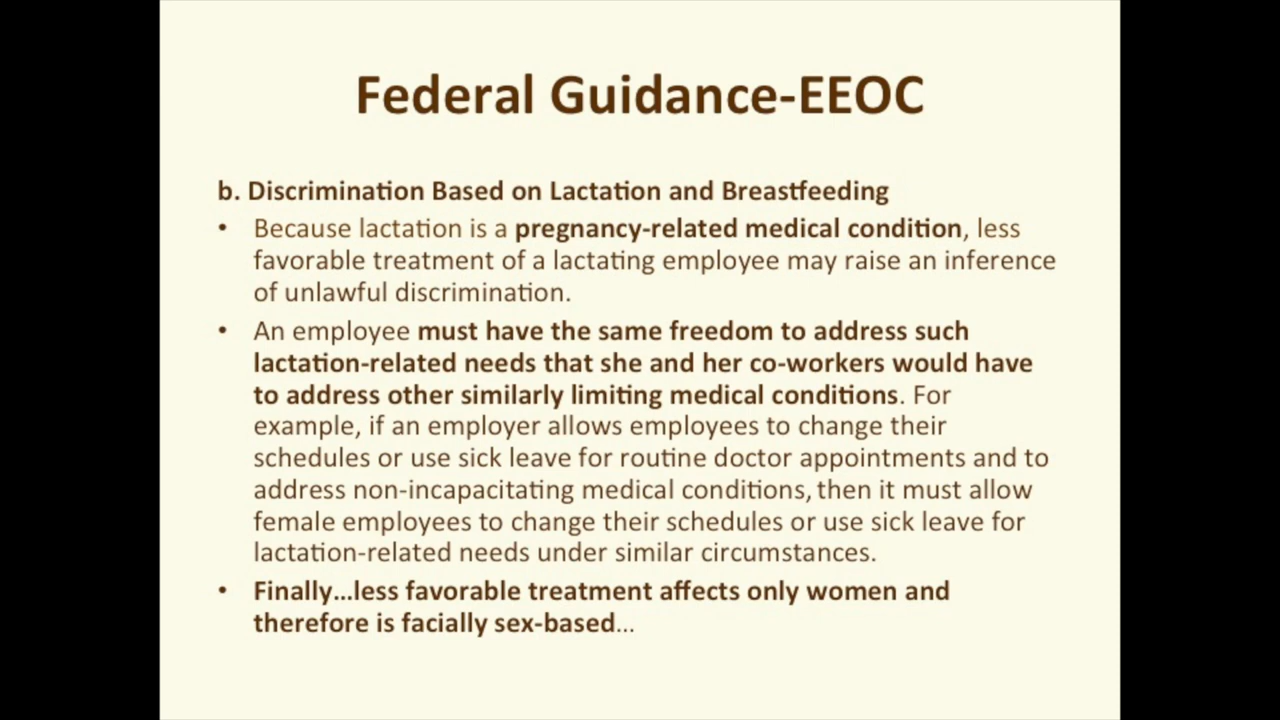 Federal Guidance-EEOC
b. Discrimination Based on Lactation and Breastfeeding
• Because lactation is a pregnancy-related medical condition, less
favorable treatment of a lactating employee may raise an inference
of unlawful discrimination.
• An employee must have the same freedom to address such
lactation-related needs that she and her co-workers would have
to address other similarly limiting medical conditions. For
example, if an employer allows employees to change their
schedules or use sick leave for routine doctor appointments and to
address non-incapacitating medical conditions, then it must allow
female employees to change their schedules or use sick leave for
lactation-related needs under similar circumstances.
• Finally…less favorable treatment affects only women and
therefore is facially sex-based…